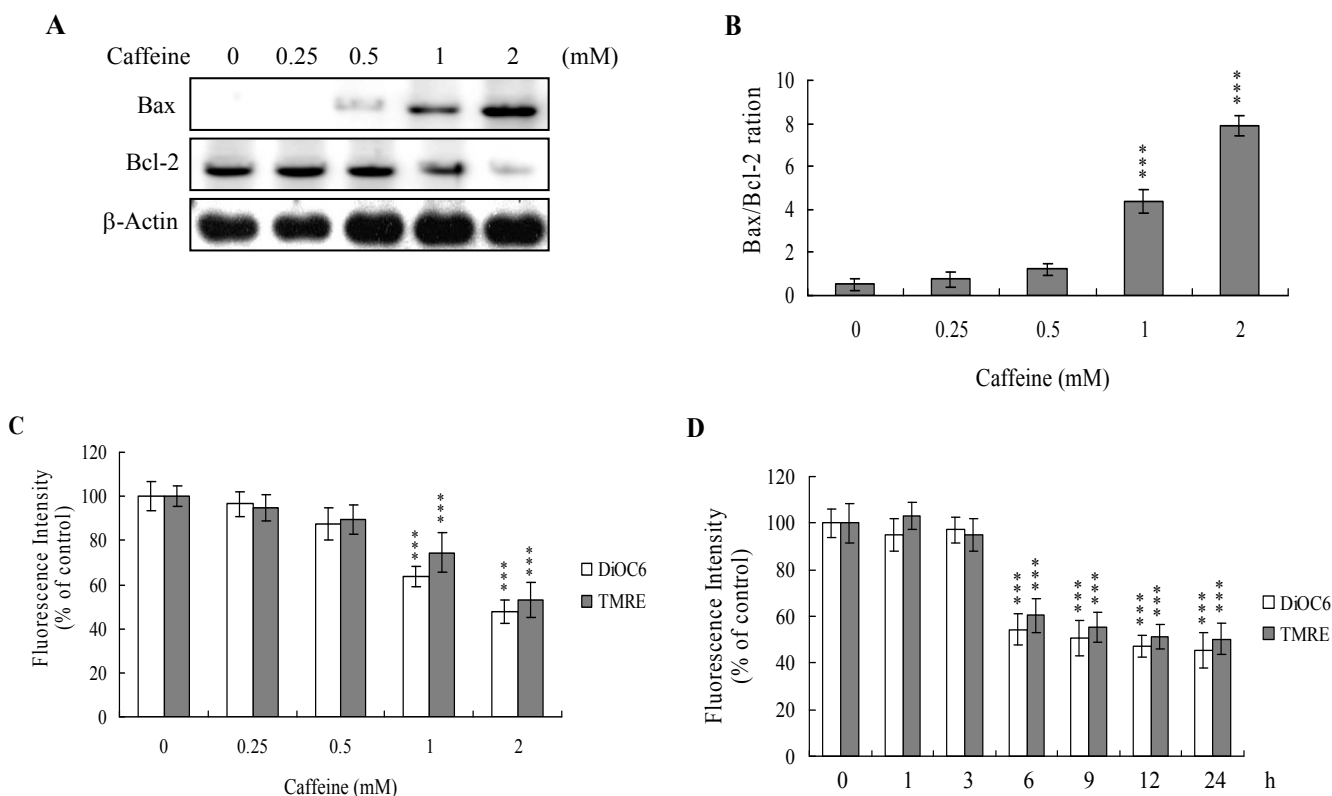 A
Caffeine 0 0.25 0.5 1 2 (mM)
Bax
Bcl-2
β-Actin
B
Bax/Bcl-2 ration
10
8
6
4
2
0
***
***
0 0.25 0.5 1 2
Caffeine (mM)
C
Fluorescence Intensity
(% of control)
120
100
80
60
40
20
0
*** *** *** ***
DiOC6
TMRE
0 0.25 0.5 1 2
Caffeine (mM)
D
Fluorescence Intensity
(% of control)
120
100
80
60
40
20
0
*** *** *** *** *** *** *** ***
DiOC6
TMRE
0 1 3 6 9 12 24 h